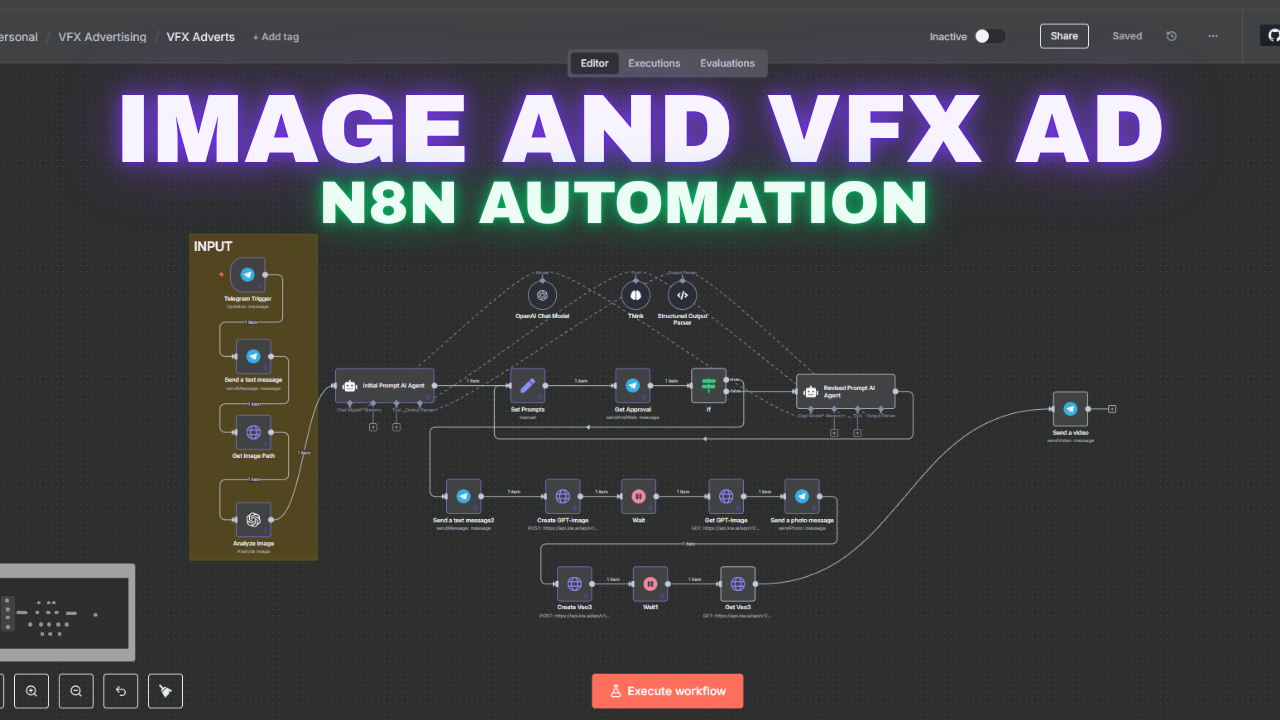 ersonal / VFX Advertising / VFX Adverts + Add tag
Inactive Share Saved ...
Editor Executions Evaluations
IMAGE AND VFX AD
N8N AUTOMATION
INPUT
Telegram Trigger
Updates: message
1 item
Send a text message
sendMessage: message
1 item
Get Image Path
1 item
Analyze Image
Analyze Image
1 item
Model
Tool
Output Parser
OpenAI Chat Model
Think
Structured Output
Parser
Initial Prompt AI Agent
Chat Model* Memory Tool Output Parser
1 item
Set Prompts
manual
1 item
Get Approval
sendAndWait: message
1 item
If
true
false
Revised Prompt AI
Agent
Chat Model* Memory Tool Output Parser
Send a video
sendVideo: message
Send a text message2
sendMessage: message
1 item
Create GPT-Image
POST: https://api.kie.ai/api/v1/...
1 item
Wait
1 item
Get GPT-Image
GET: https://api.kie.ai/api/v1/...
1 item
Send a photo message
sendPhoto: message
1 item
Create Veo3
POST: https://api.kie.ai/api/v1/...
1 item
Wait1
1 item
Get Veo3
GET: https://api.kie.ai/api/v1/...
Execute workflow